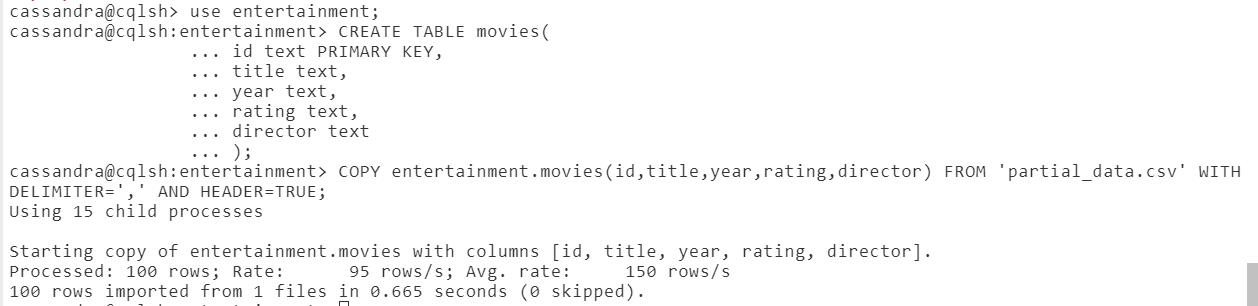 cassandra@cqlsh> use entertainment;
cassandra@cqlsh:entertainment> CREATE TABLE movies(
... id text PRIMARY KEY,
... title text,
... year text,
... rating text,
... director text
... );
cassandra@cqlsh:entertainment> COPY entertainment.movies(id,title,year,rating,director) FROM 'partial_data.csv' WITH
DELIMITER=',' AND HEADER=TRUE;
Using 15 child processes
Starting copy of entertainment.movies with columns [id, title, year, rating, director].
Processed: 100 rows; Rate: 95 rows/s; Avg. rate: 150 rows/s
100 rows imported from 1 files in 0.665 seconds (0 skipped).